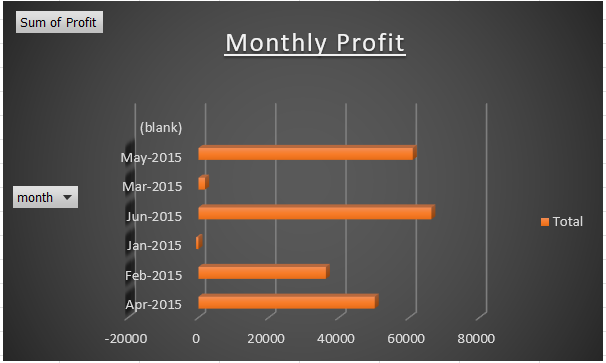 Sum of Profit
Monthly Profit
(blank)
May-2015
Mar-2015
month
Jun-2015
Total
Jan-2015
Feb-2015
Apr-2015
-20000 0 20000 40000 60000 80000